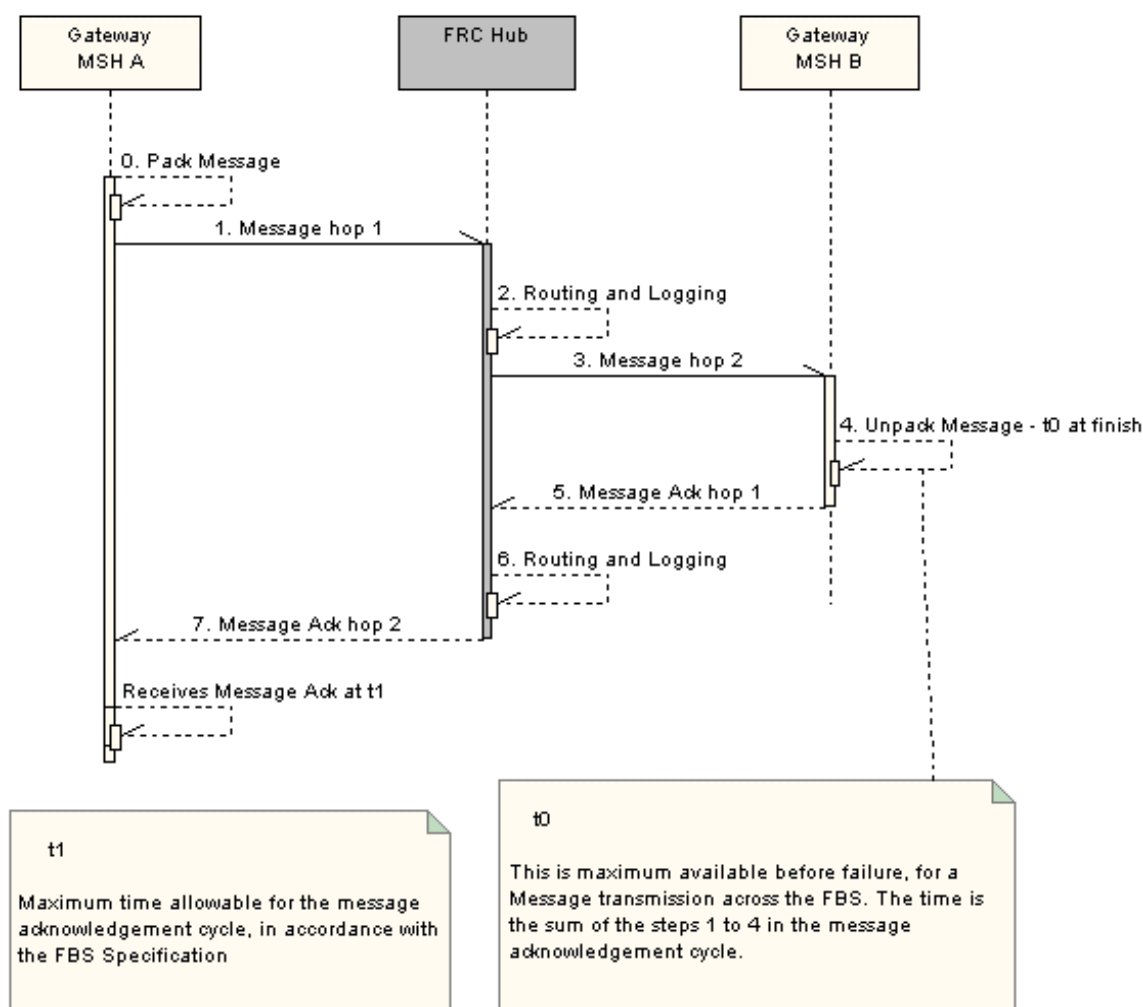 Gateway
MSH A
FRC Hub
Gateway
MSH B
0. Pack Message
1. Message hop 1
2. Routing and Logging
3. Message hop 2
4. Unpack Message - t0 at finish
5. Message Ack hop 1
6. Routing and Logging
7. Message Ack hop 2
Receives Message Ack at t1
t1
Maximum time allowable for the message
acknowledgement cycle, in accordance with
the FBS Specification
t0
This is maximum available before failure, for a
Message transmission across the FBS. The time is
the sum of the steps 1 to 4 in the message
acknowledgement cycle.